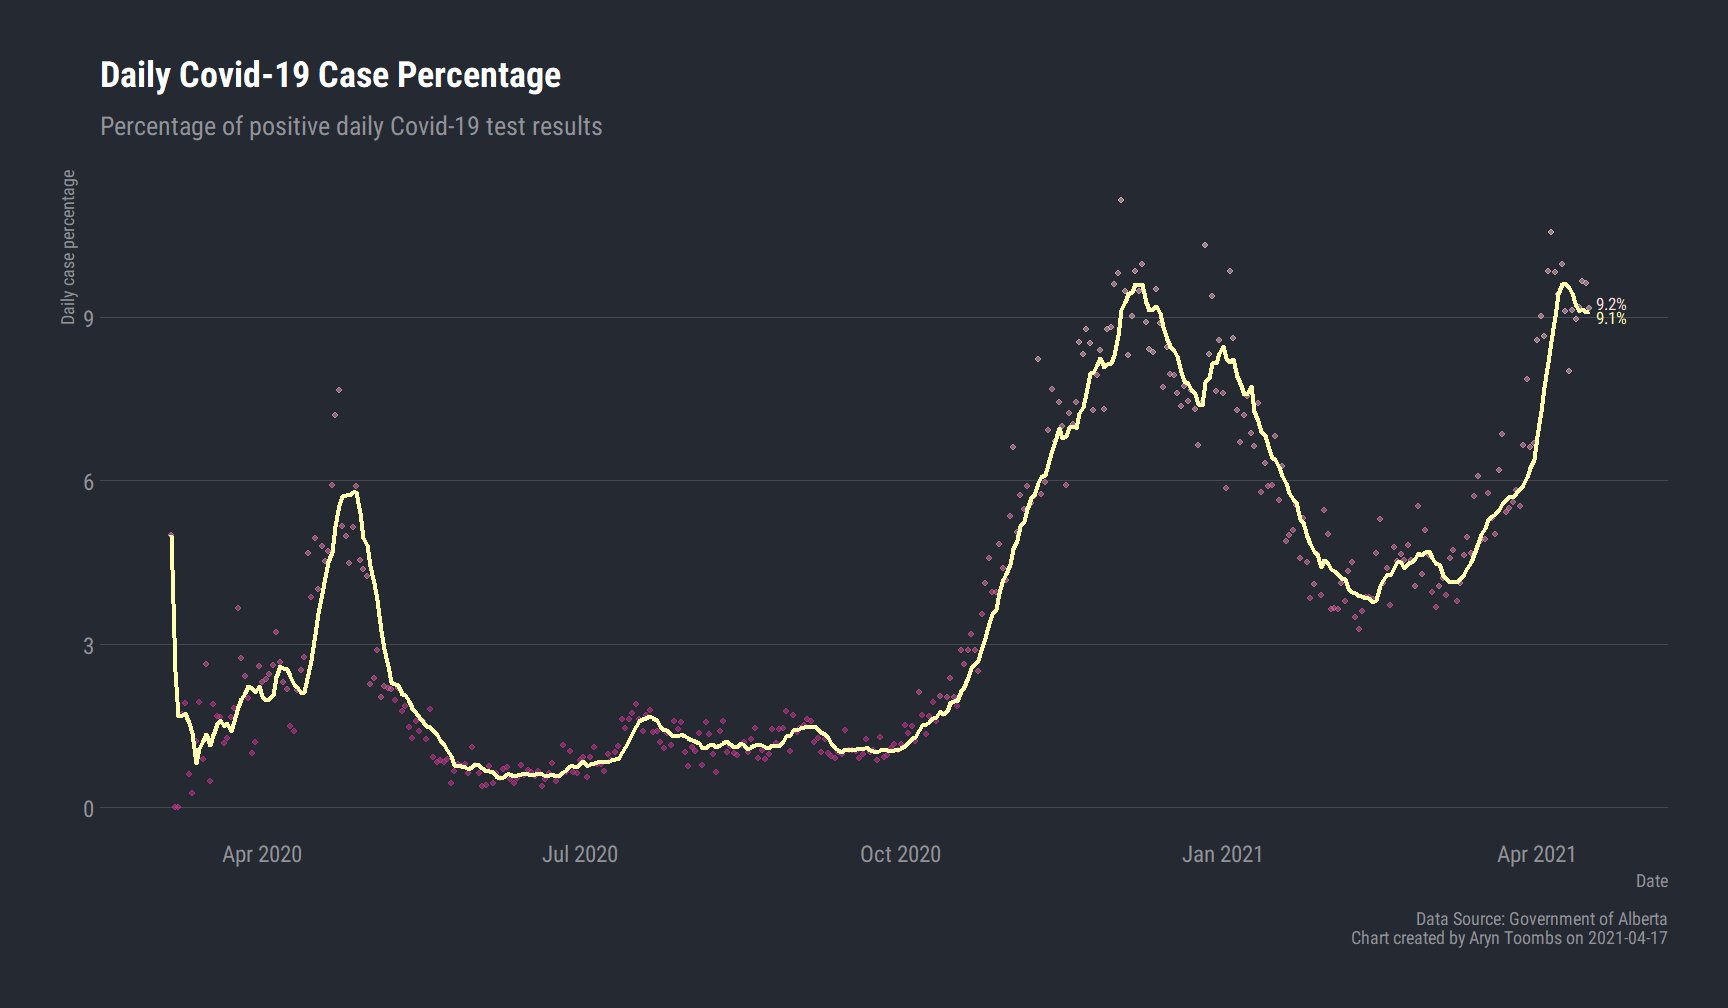 Daily Covid-19 Case Percentage
Percentage of positive daily Covid-19 test results
Daily case percentage
9
6
3
0
9.2%
9.1%
Apr 2020
Jul 2020
Oct 2020
Jan 2021
Apr 2021
Date
Data Source: Government of Alberta
Chart created by Aryn Toombs on 2021-04-17